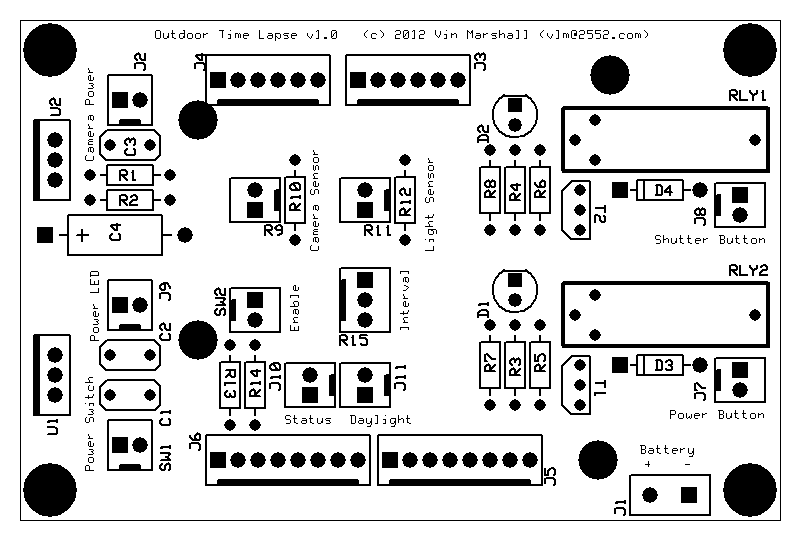 Outdoor Time Lapse v1.0 (c) 2012 Vin Marshall (vlm@2552.com)
J2
J4
J3
RLY1
U2
Camera Power
C3
D2
R1
R2
R8
R4
R6
D4
T2
J8
Shutter Button
R10
Camera Sensor
R9
R12
Light Sensor
R11
C4
+
RLY2
Power LED
J9
SW2
Enable
Interval
R15
D1
C2
R7
R3
R5
D3
T1
J7
Power Button
R13
R14
J10
J11
Status
Daylight
U1
Power Switch
C1
SW1
J6
J5
Battery
+ -
J1